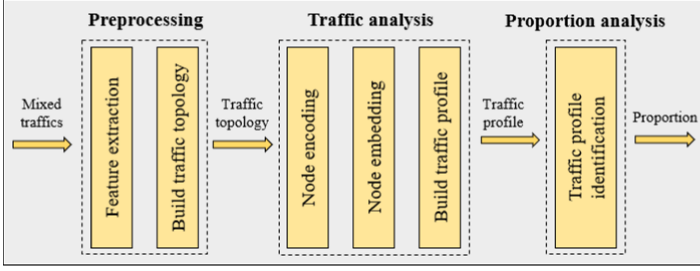 Preprocessing
Traffic analysis
Proportion analysis
Mixed
traffics
Feature extraction
Build traffic topology
Traffic
topology
Node encoding
Node embedding
Build traffic profile
Traffic
profile
Traffic profile
identification
Proportion